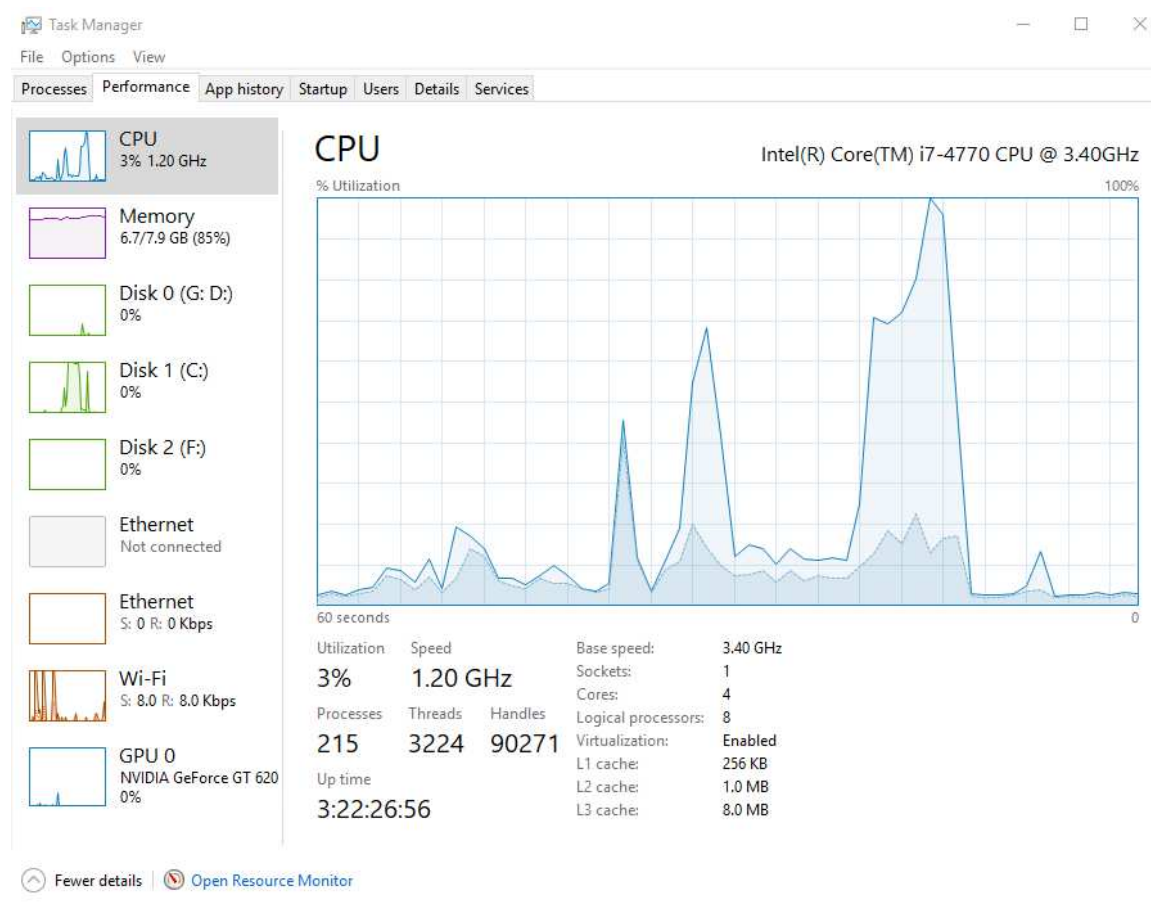 Task Manager
File Options View
Processes Performance App history Startup Users Details Services
CPU
3% 1.20 GHz
Memory
6.7/7.9 GB (85%)
Disk 0 (G: D:)
0%
Disk 1 (C:)
0%
Disk 2 (F:)
0%
Ethernet
Not connected
Ethernet
S: 0 R: 0 Kbps
Wi-Fi
S: 8.0 R: 8.0 Kbps
GPU 0
NVIDIA GeForce GT 620
0%
CPU Intel(R) Core(TM) i7-4770 CPU @ 3.40GHz
% Utilization 100%
60 seconds 0
Utilization Speed
3% 1.20 GHz
Processes Threads Handles
215 3224 90271
Up time
3:22:26:56
Base speed: 3.40 GHz
Sockets: 1
Cores: 4
Logical processors: 8
Virtualization: Enabled
L1 cache: 256 KB
L2 cache: 1.0 MB
L3 cache: 8.0 MB
Fewer details Open Resource Monitor